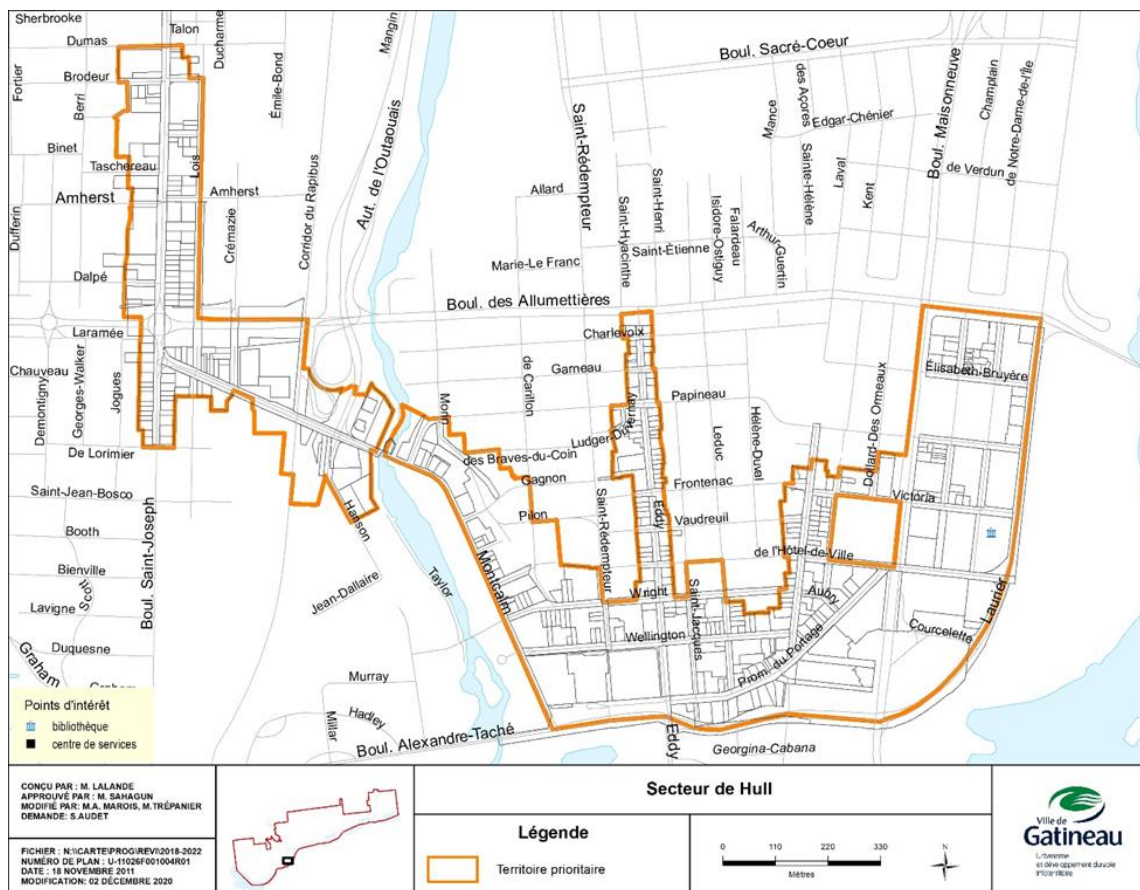 Sherbrooke
Talon
Ducharme
Mangin
Dumas
Boul. Sacré-Coeur
Boul. Maisonneuve
Champlain
de Notre-Dame-de-l'Île
Fortier
Brodeur
Berri
Émile-Bond
des Açores
Mance
Edgar-Chénier
Saint-Rédempteur
Binet
Taschereau
Lois
Aut. de l'Outaouais
Corridor du Rapibus
Sainte-Hélène
Laval
Kent
de Verdun
Amherst
Amherst
Crémazie
Allard
Saint-Hyacinthe
Saint-Henri
Isidore-Ostiguy
Falardeau
Arthur-Guertin
Dufferin
Saint-Étienne
Marie-Le Franc
Dalpé
Boul. des Allumettières
Laramée
Charlevoix
Chauveau
Georges-Walker
Demontigny
Jogues
Garneau
de Carillon
Élisabeth-Bruyère
Dollard-Des Ormeaux
Morin
Papineau
Ludger-Duvernay
Leduc
Hélène-Duval
De Lorimier
des Braves-du-Coin
Gagnon
Frontenac
Victoria
Saint-Jean-Bosco
Hanson
Pilon
Saint-Rédempteur
Eddy
Vaudreuil
Booth
Boul. Saint-Joseph
Montcalm
de l'Hôtel-de-Ville
Bienville
Scott
Taylor
Jean-Dallaire
Wright
Saint-Jacques
Aubry
Laurier
Lavigne
Wellington
Courcelette
Duquesne
Graham
Prom. du Portage
Murray
Points d'intérêt
bibliothèque
centre de services
Millar
Hadley
Boul. Alexandre-Taché
Eddy
Georgina-Cabana
CONÇU PAR : M. LALANDE
APPROUVÉ PAR : M. SAHAGUN
MODIFIÉ PAR: M.A. MAROIS, M.TRÉPANIER
DEMANDE: S.AUDET
FICHIER : N:\\CARTE\PROG\REVI\2018-2022
NUMÉRO DE PLAN : U-11026F001004R01
DATE : 18 NOVEMBRE 2011
MODIFICATION: 02 DÉCEMBRE 2020
Secteur de Hull
Légende
Territoire prioritaire
0 110 220 330
Mètres
N
Ville de
Gatineau
Urbanisme
et développement durable